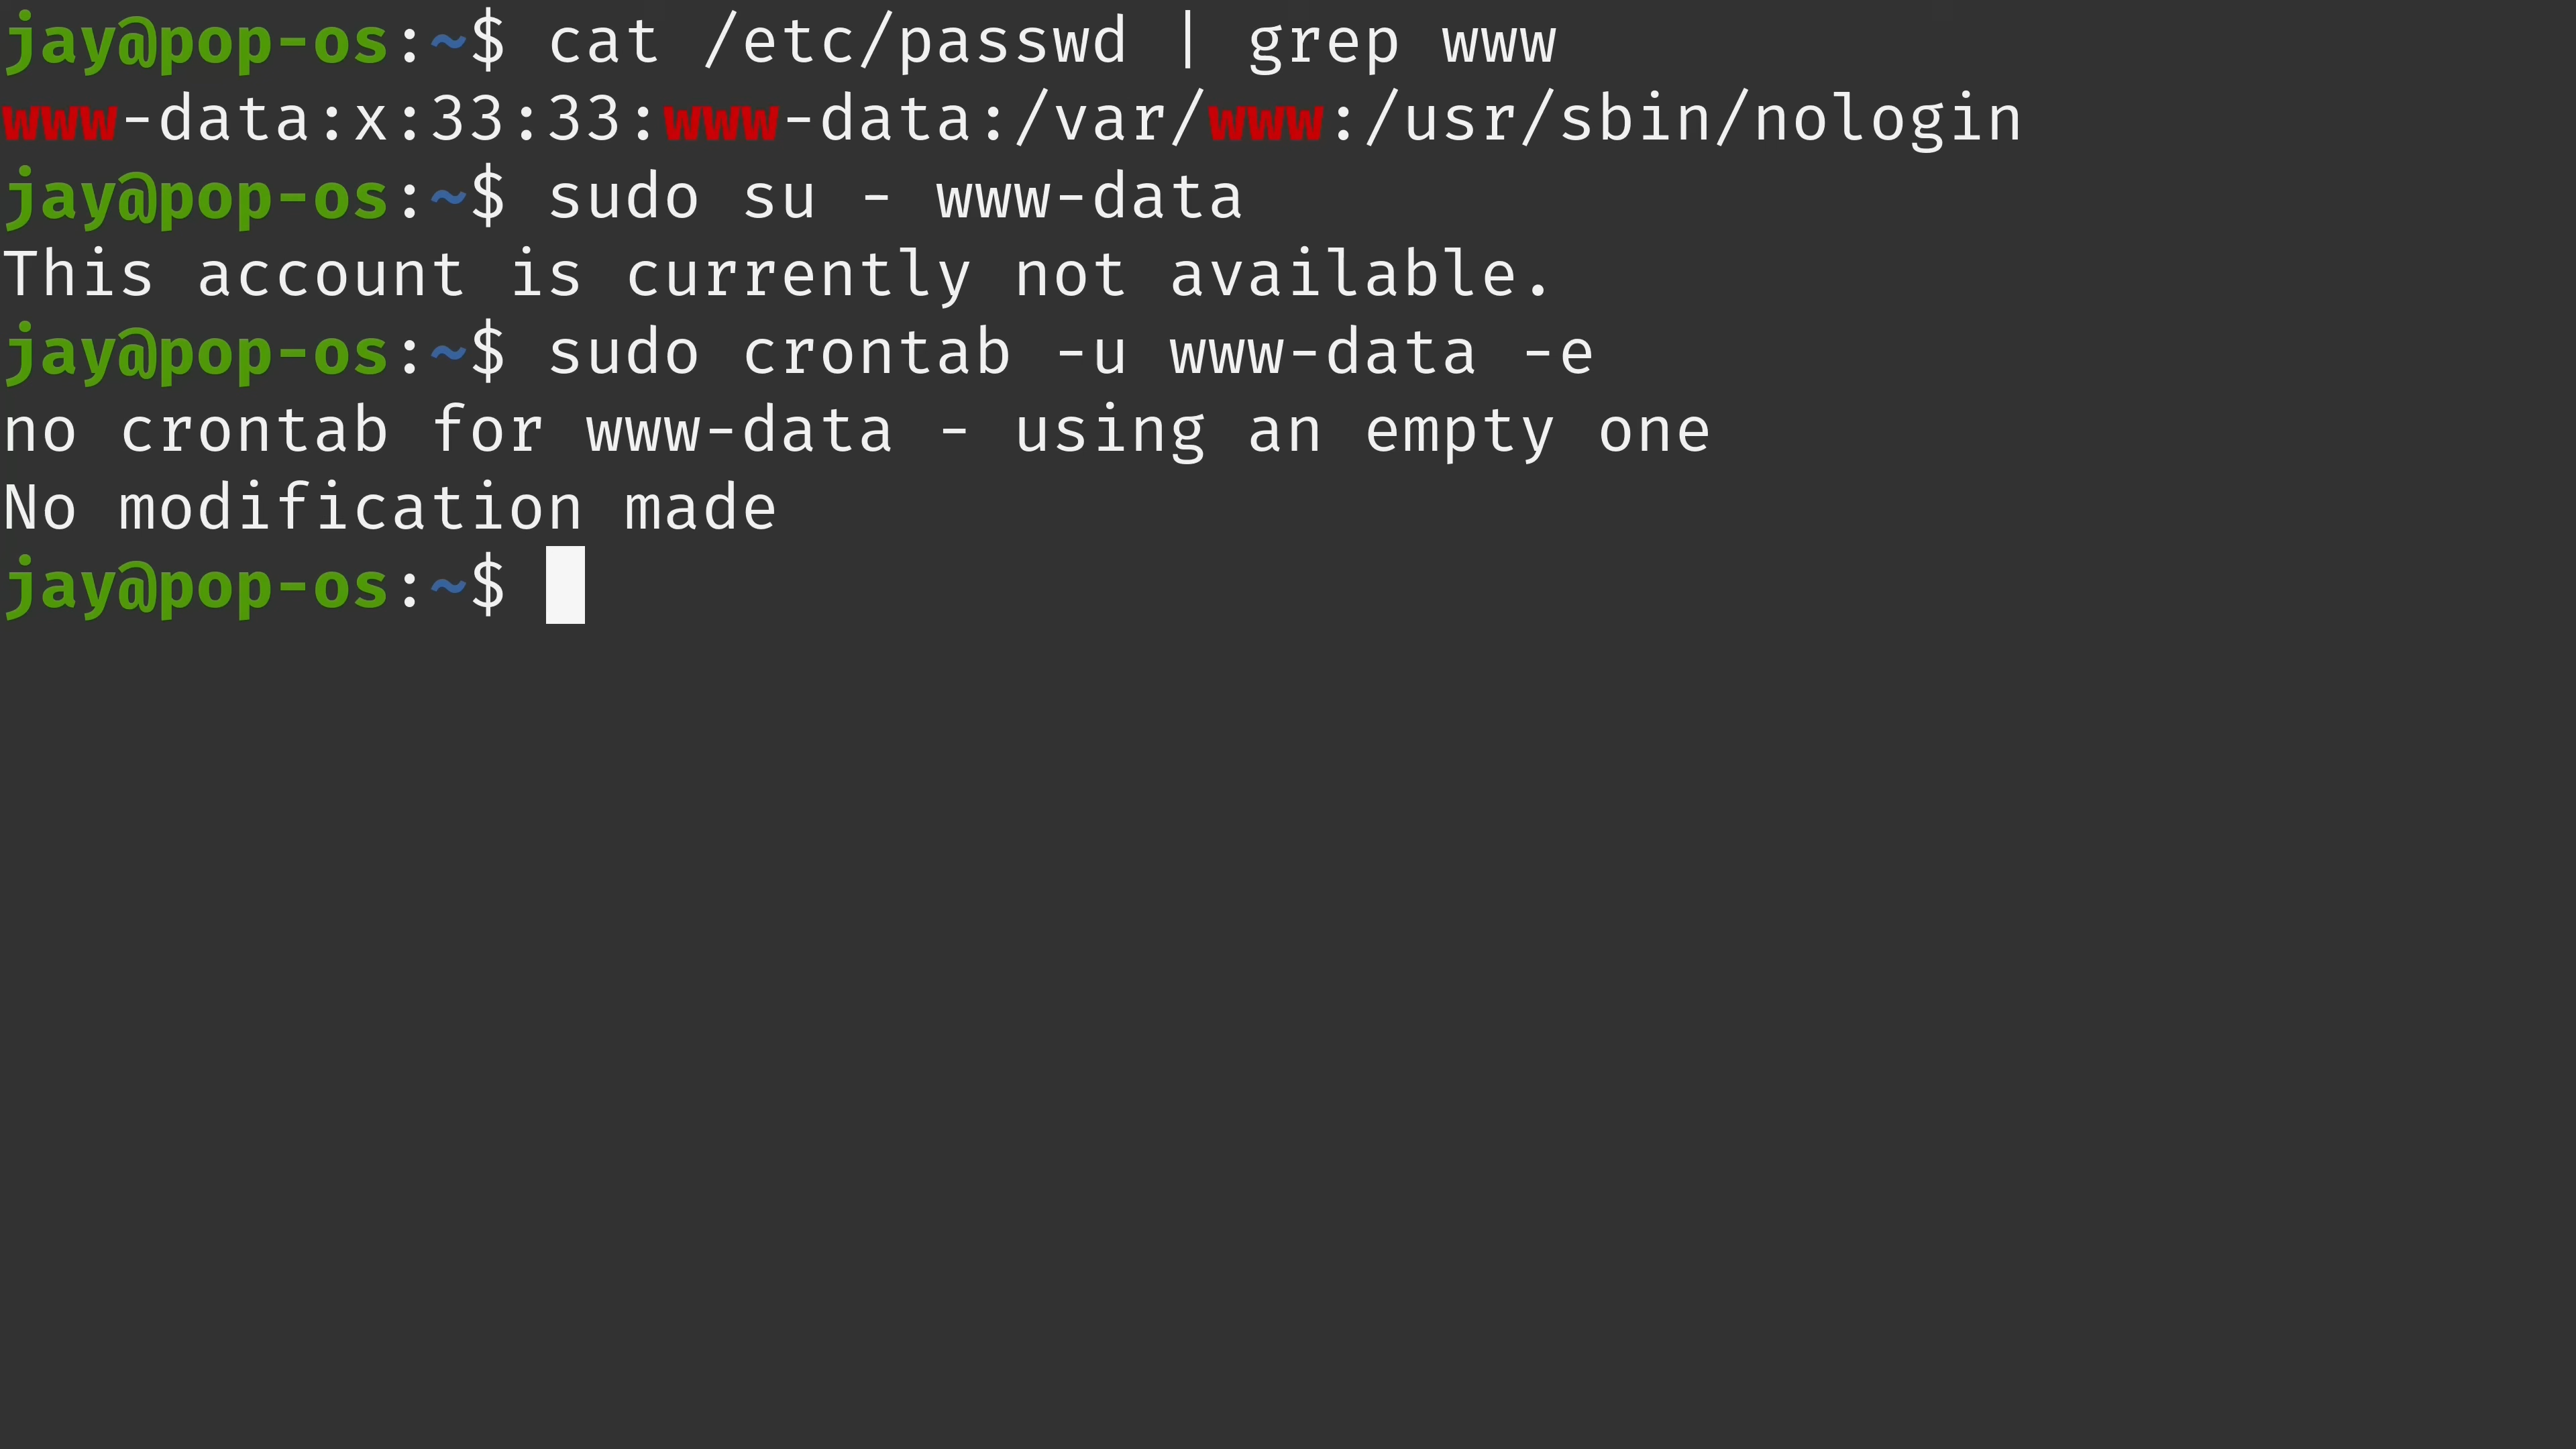 jay@pop-os:~$ cat /etc/passwd | grep www
www-data:x:33:33:www-data:/var/www:/usr/sbin/nologin
jay@pop-os:~$ sudo su - www-data
This account is currently not available.
jay@pop-os:~$ sudo crontab -u www-data -e
no crontab for www-data - using an empty one
No modification made
jay@pop-os:~$